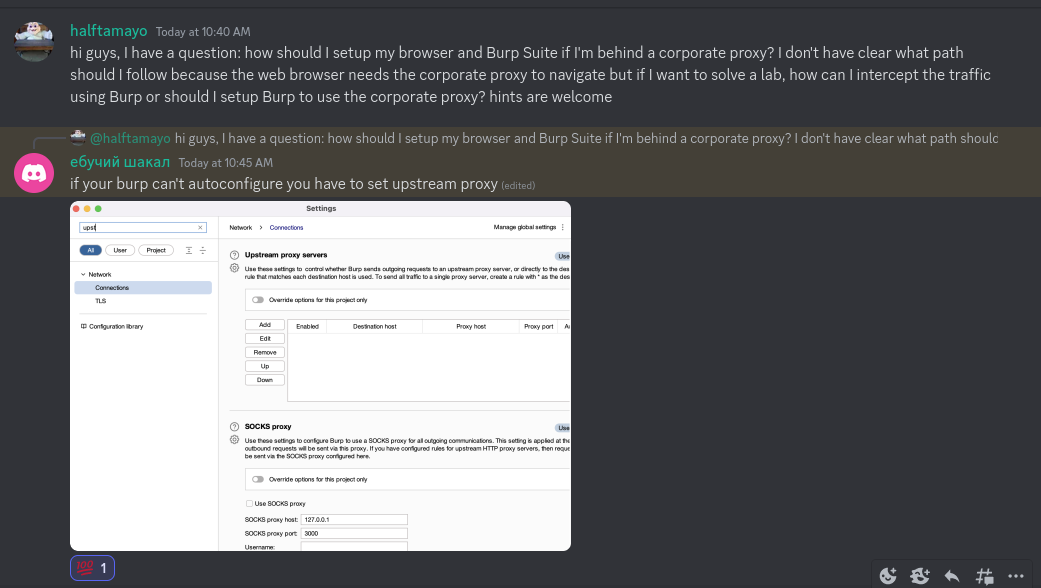 halftamayo Today at 10:40 AM
hi guys, I have a question: how should I setup my browser and Burp Suite if I'm behind a corporate proxy? I don't have clear what path
should I follow because the web browser needs the corporate proxy to navigate but if I want to solve a lab, how can I intercept the traffic
using Burp or should I setup Burp to use the corporate proxy? hints are welcome
@halftamayo hi guys, I have a question: how should I setup my browser and Burp Suite if I'm behind a corporate proxy? I don't have clear what path should
ебучий шакал Today at 10:45 AM
if your burp can't autoconfigure you have to set upstream proxy (edited)
Settings
upst
Network > Connections
Manage global settings
All User Project
Upstream proxy servers
Use
Use these settings to control whether Burp sends outgoing requests to an upstream proxy server, or directly to the des
rule that matches each destination host is used. To send all traffic to a single proxy server, create a rule with * as the des
Network
Connections
TLS
Configuration library
Override options for this project only
Add
Edit
Remove
Up
Down
Enabled Destination host Proxy host Proxy port Au
SOCKS proxy
Use
Use these settings to configure Burp to use a SOCKS proxy for all outgoing communications. This setting is applied at the
outbound requests will be sent via this proxy. If you have configured rules for upstream HTTP proxy servers, then reque
be sent via the SOCKS proxy configured here.
Override options for this project only
Use SOCKS proxy
SOCKS proxy host: 127.0.0.1
SOCKS proxy port: 3000
Username:
100 1